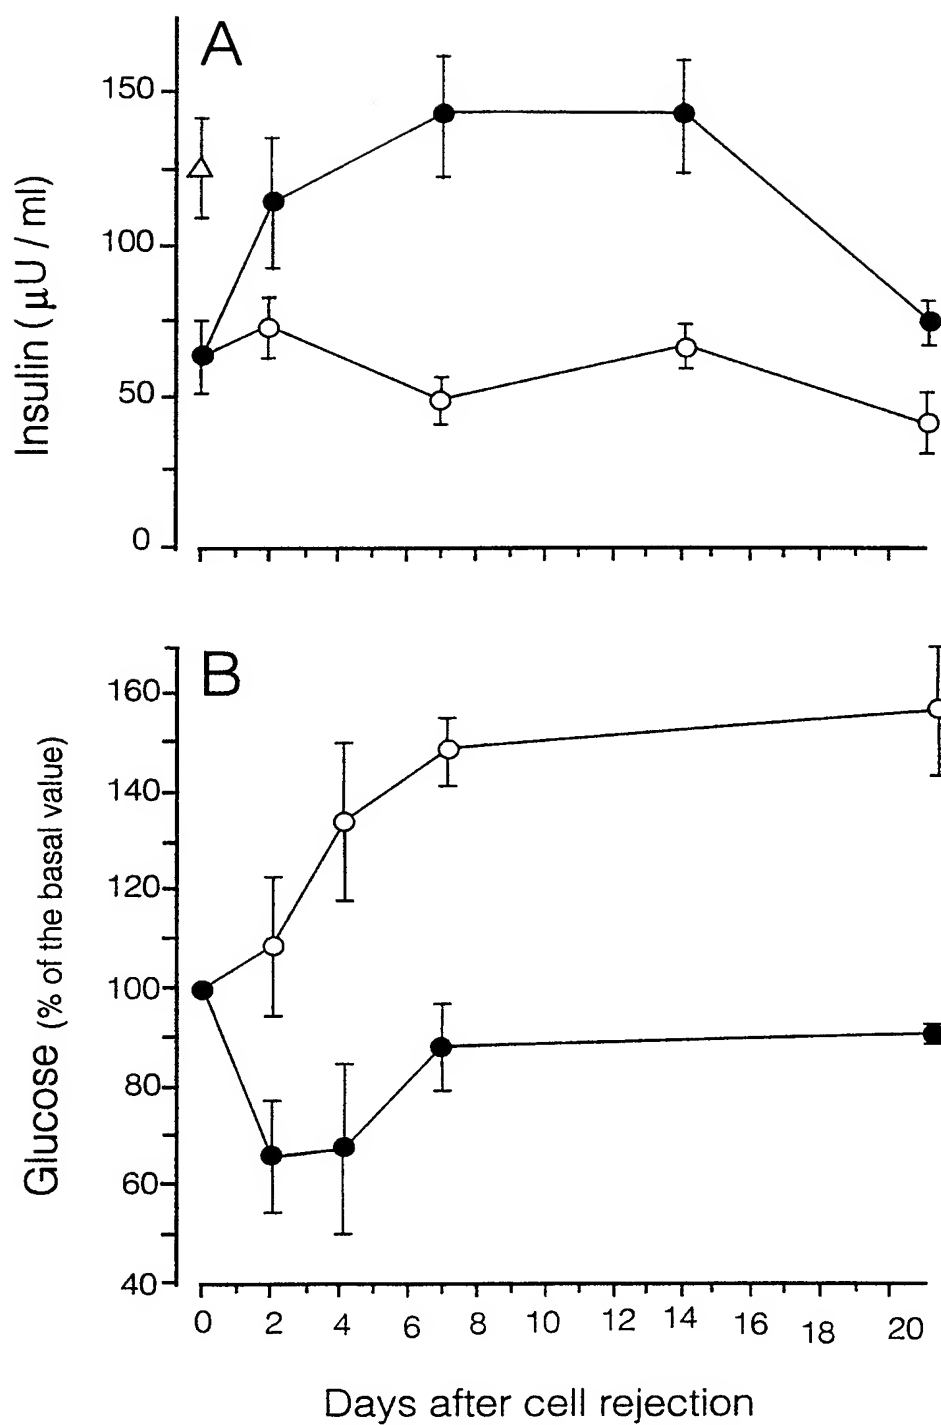 A
150
100
50
0
Insulin ( μU / ml)
B
160
140
120
100
80
60
40
Glucose (% of the basal value)
0 2 4 6 8 10 12 14 16 18 20
Days after cell rejection